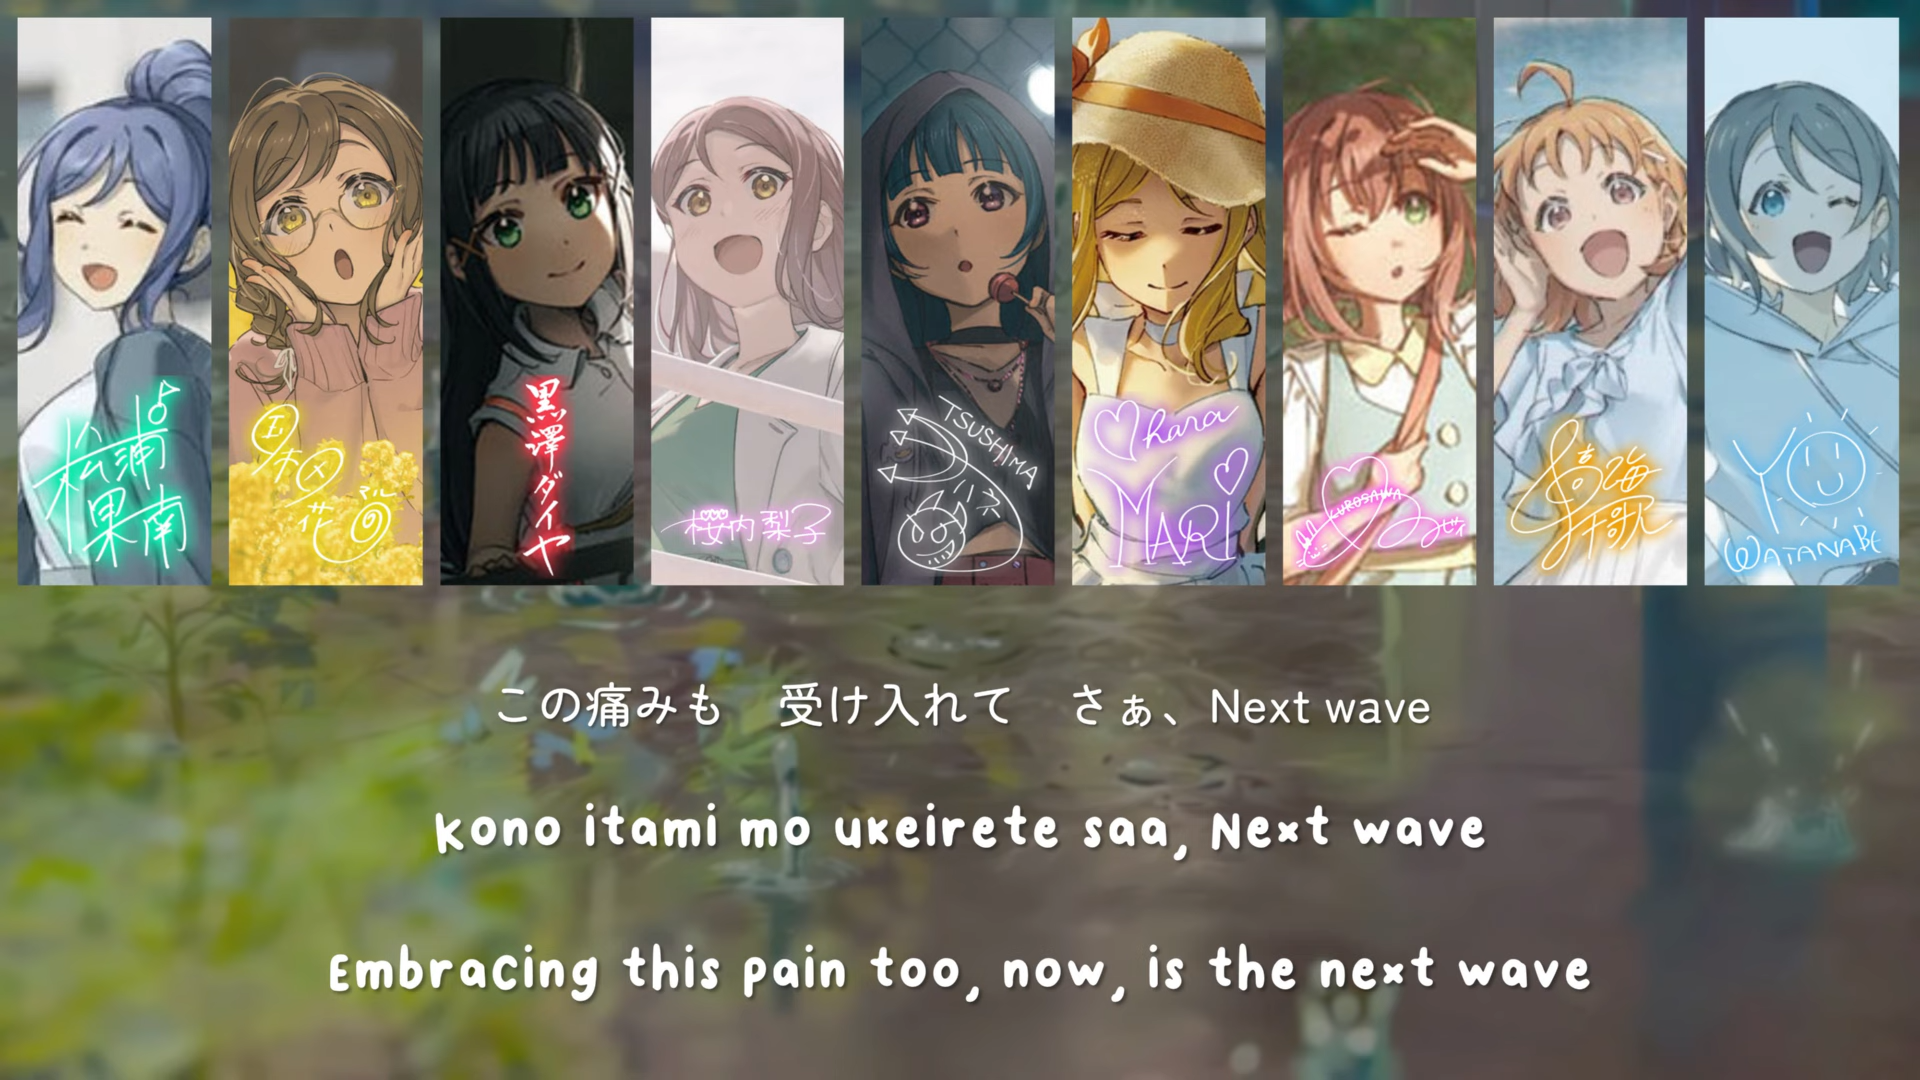 松浦
果南
国木田
花丸
黒澤ダイヤ
桜内梨子
TSUSHIMA
ハネ
Ohara
MARI
KUROSAWA
ルビィ
高海
千歌
YOU
WATANABE
この痛みも　受け入れて　さぁ、Next wave
Kono itami mo ukeirete saa, Next wave
Embracing this pain too, now, is the next wave